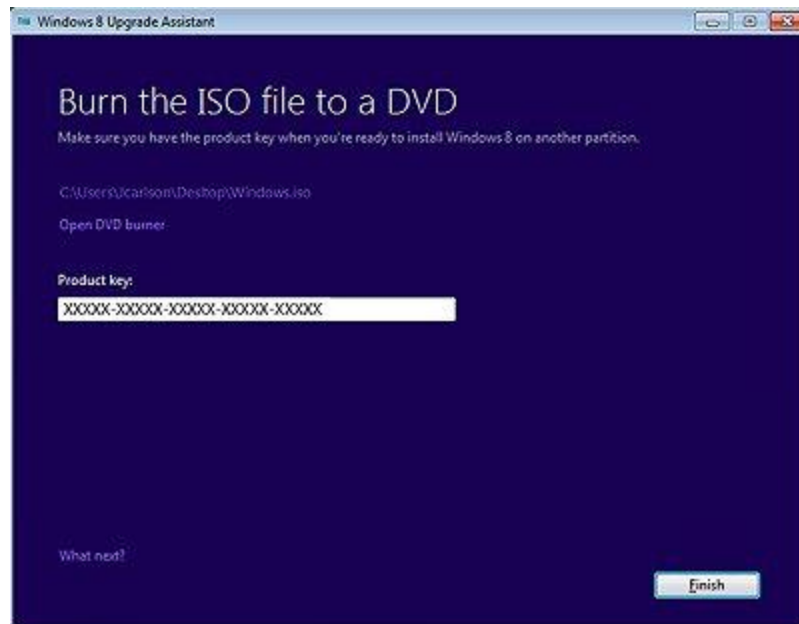 Windows 8 Upgrade Assistant
Burn the ISO file to a DVD
Make sure you have the product key when you're ready to install Windows 8 on another partition.
C:\Users\Jcarlson\Desktop\Windows.iso
Open DVD burner
Product key:
XXXXX-XXXXX-XXXXX-XXXXX-XXXXX
What next?
Finish